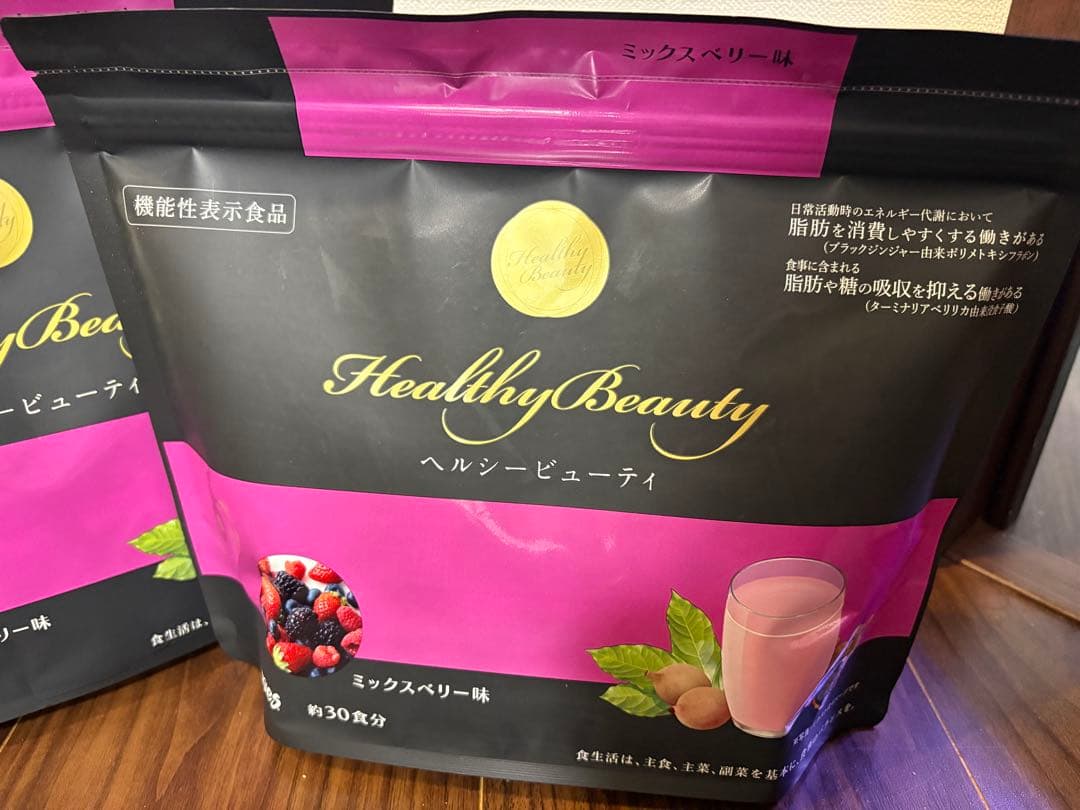 ミックスベリー味
機能性表示食品
Healthy
Beauty
日常活動時のエネルギー代謝において
脂肪を消費しやすくする働きがある
(ブラックジンジャー由来ポリメトキシフラボン)
食事に含まれる
脂肪や糖の吸収を抑える働きがある
(ターミナリアベリリカ由来没食子酸)
Healthy Beauty
ヘルシービューティ
ミックスベリー味
約30食分
食生活は、主食、主菜、副菜を基本に、
y Bea
ービューティ
リー味
食生活は、